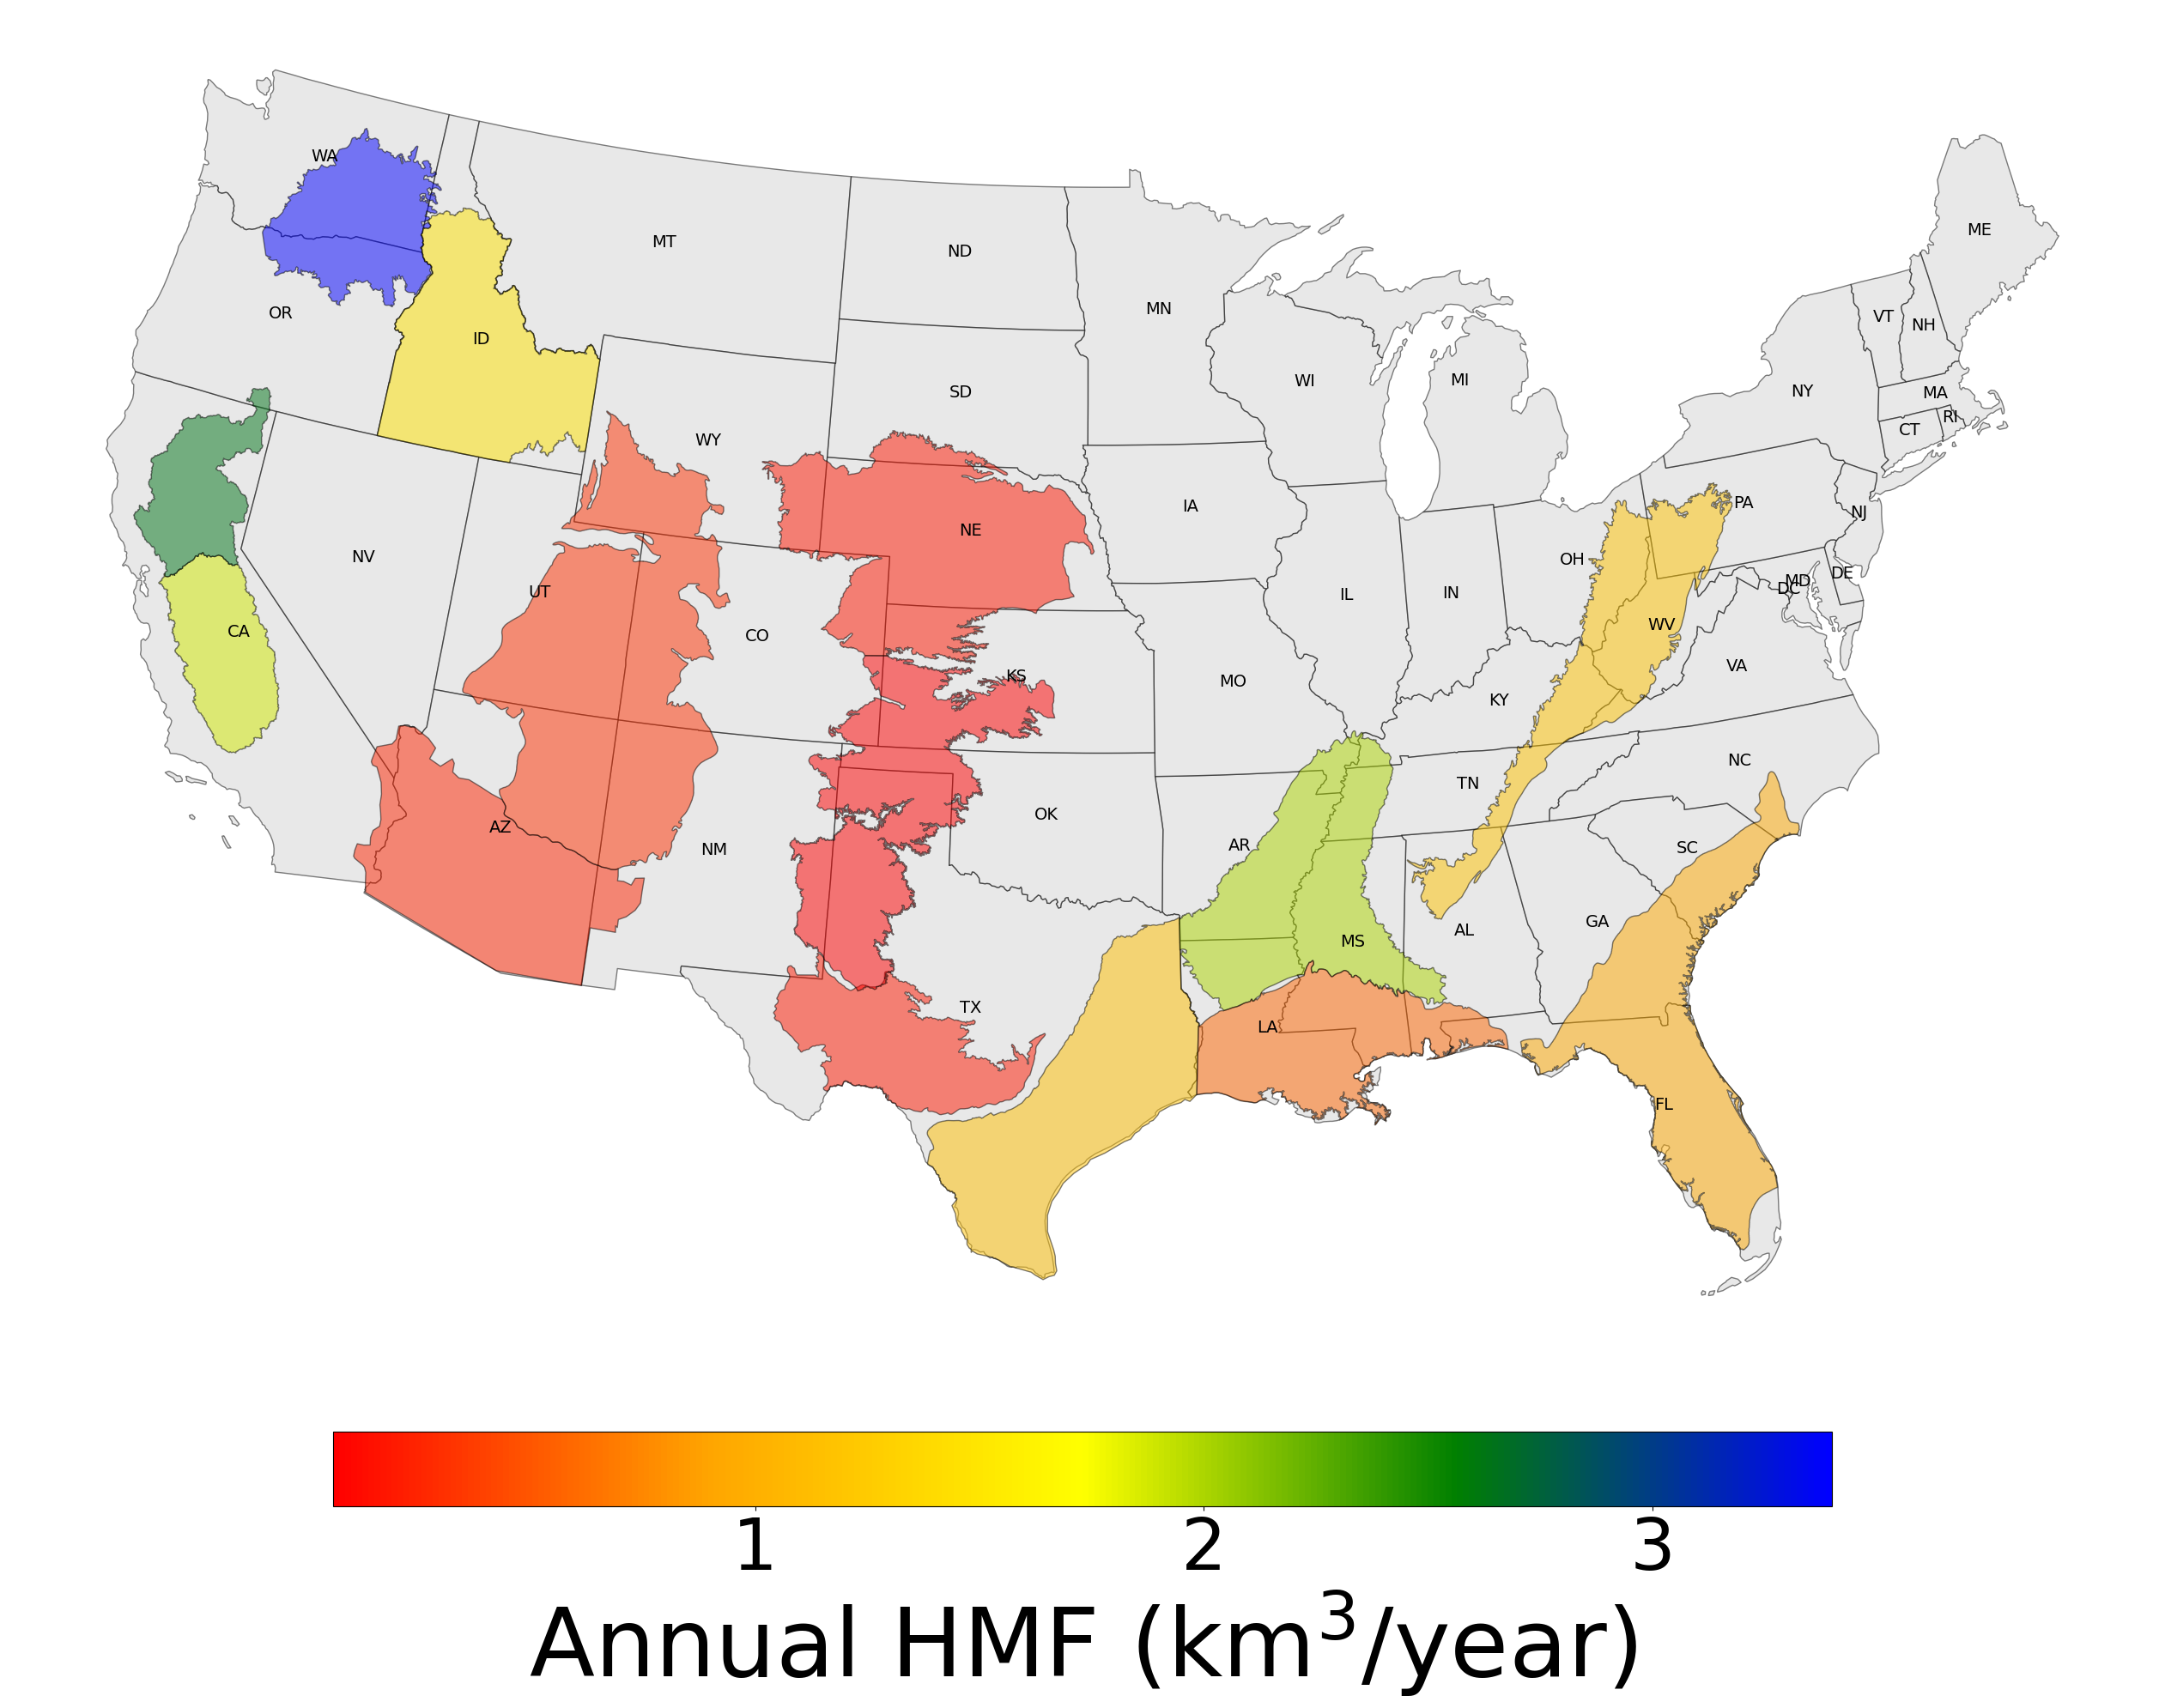 WA
MT
ND
ME
OR
MN
VT
NH
ID
WI
MI
SD
NY
MA
RI
WY
CT
IA
PA
NE
NJ
NV
OH
DE
UT
IL
IN
MD
DC
CA
CO
WV
KS
VA
MO
KY
NC
TN
AZ
OK
NM
AR
SC
GA
AL
MS
TX
LA
FL
1 2 3
Annual HMF (km³/year)